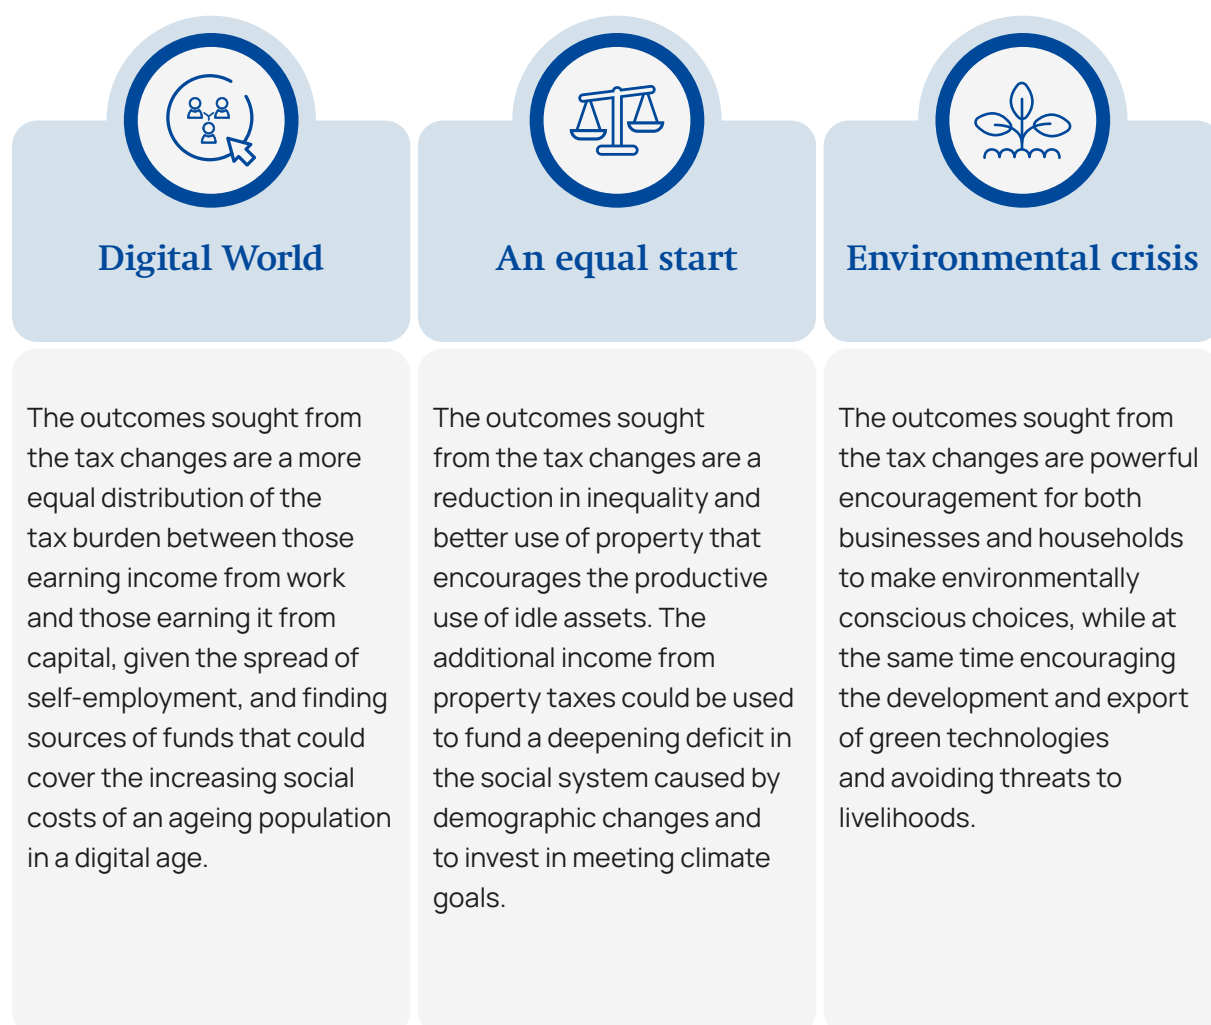 Digital World
The outcomes sought from
the tax changes are a more
equal distribution of the
tax burden between those
earning income from work
and those earning it from
capital, given the spread of
self-employment, and finding
sources of funds that could
cover the increasing social
costs of an ageing population
in a digital age.
An equal start
The outcomes sought
from the tax changes are a
reduction in inequality and
better use of property that
encourages the productive
use of idle assets. The
additional income from
property taxes could be used
to fund a deepening deficit in
the social system caused by
demographic changes and
to invest in meeting climate
goals.
Environmental crisis
The outcomes sought from
the tax changes are powerful
encouragement for both
businesses and households
to make environmentally
conscious choices, while at
the same time encouraging
the development and export
of green technologies
and avoiding threats to
livelihoods.